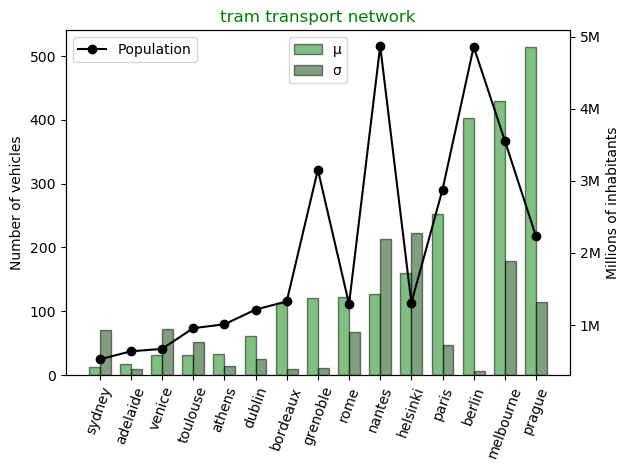 tram transport network
Population
μ
σ
Number of vehicles
500
400
300
200
100
0
5M
4M
3M
2M
1M
Millions of inhabitants
sydney
adelaide
venice
toulouse
athens
dublin
bordeaux
grenoble
rome
nantes
helsinki
paris
berlin
melbourne
prague